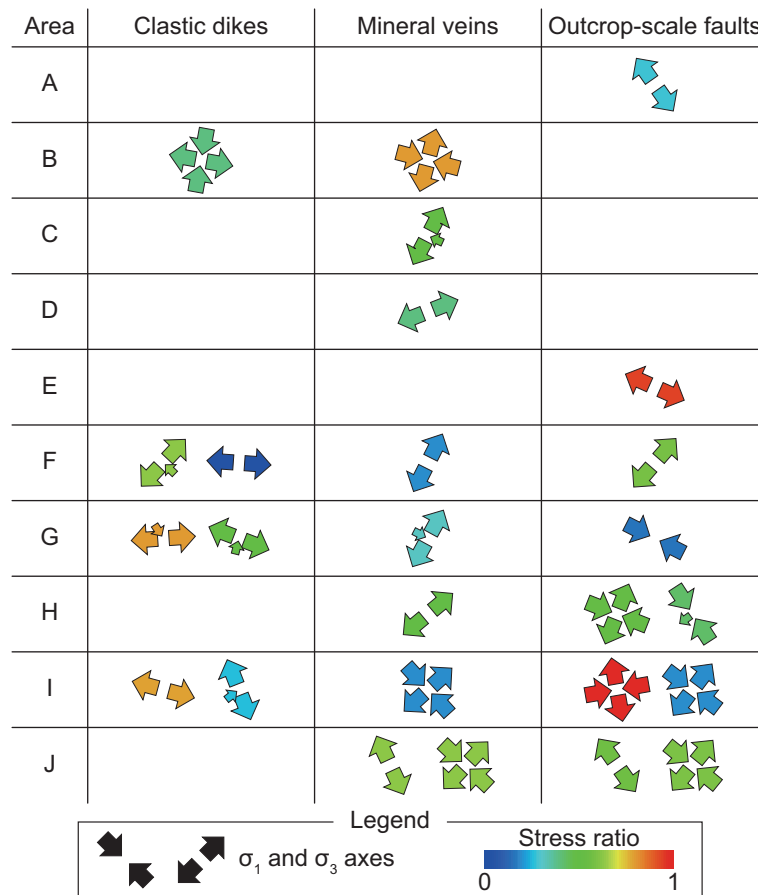 Area Clastic dikes Mineral veins Outcrop-scale faults
A
B
C
D
E
F
G
H
I
J
Legend
σ1 and σ3 axes
Stress ratio
0 1